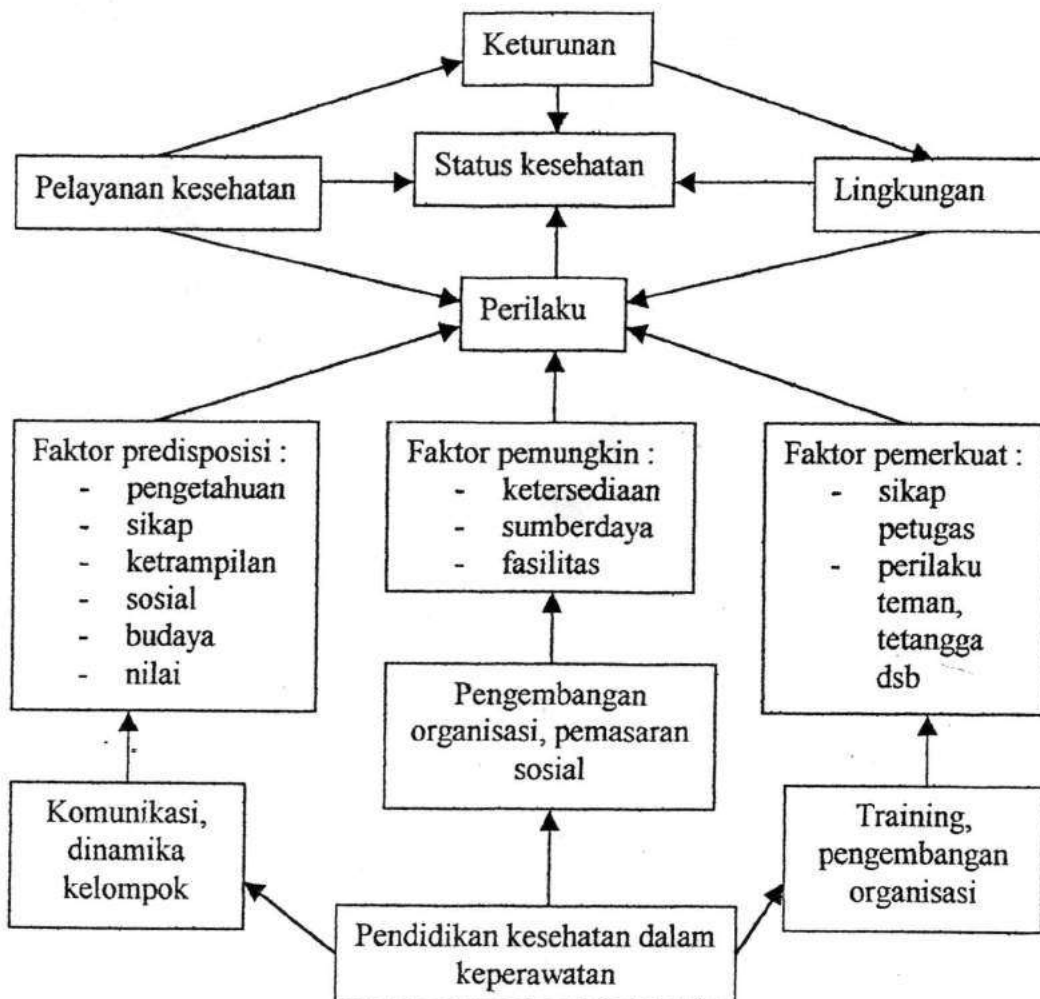 Keturunan
Status kesehatan
Pelayanan kesehatan
Lingkungan
Perilaku
Faktor predisposisi :
- pengetahuan
- sikap
- ketrampilan
- sosial
- budaya
- nilai
Faktor pemungkin :
- ketersediaan
- sumberdaya
- fasilitas
Faktor pemerkuat :
- sikap
petugas
- perilaku
teman,
tetangga
dsb
Pengembangan
organisasi, pemasaran
sosial
Komunikasi,
dinamika
kelompok
Training,
pengembangan
organisasi
Pendidikan kesehatan dalam
keperawatan